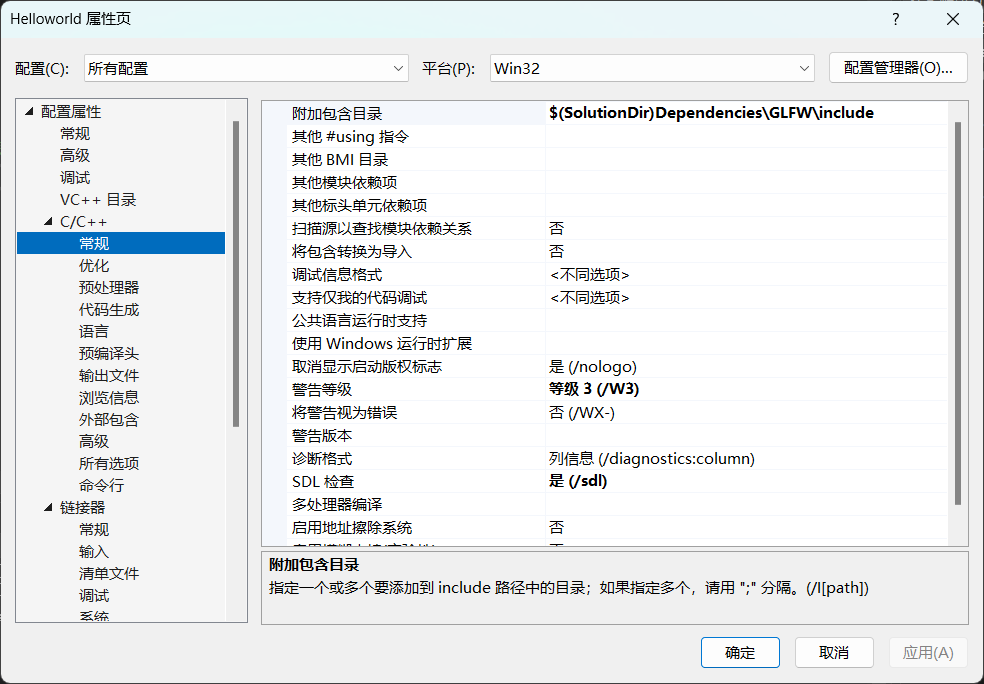 Helloworld 属性页
?
配置(C): 所有配置 平台(P): Win32 配置管理器(O)...
配置属性
常规
高级
调试
VC++ 目录
C/C++
常规
优化
预处理器
代码生成
语言
预编译头
输出文件
浏览信息
外部包含
高级
所有选项
命令行
链接器
常规
输入
清单文件
调试
系统
附加包含目录 $(SolutionDir)Dependencies\GLFW\include
其他 #using 指令
其他 BMI 目录
其他模块依赖项
其他标头单元依赖项
扫描源以查找模块依赖关系 否
将包含转换为导入 否
调试信息格式 <不同选项>
支持仅我的代码调试 <不同选项>
公共语言运行时支持
使用 Windows 运行时扩展
取消显示启动版权标志 是 (/nologo)
警告等级 等级 3 (/W3)
将警告视为错误 否 (/WX-)
警告版本
诊断格式 列信息 (/diagnostics:column)
SDL 检查 是 (/sdl)
多处理器编译
启用地址擦除系统 否
附加包含目录
指定一个或多个要添加到 include 路径中的目录；如果指定多个，请用 ";" 分隔。(/I[path])
确定 取消 应用(A)